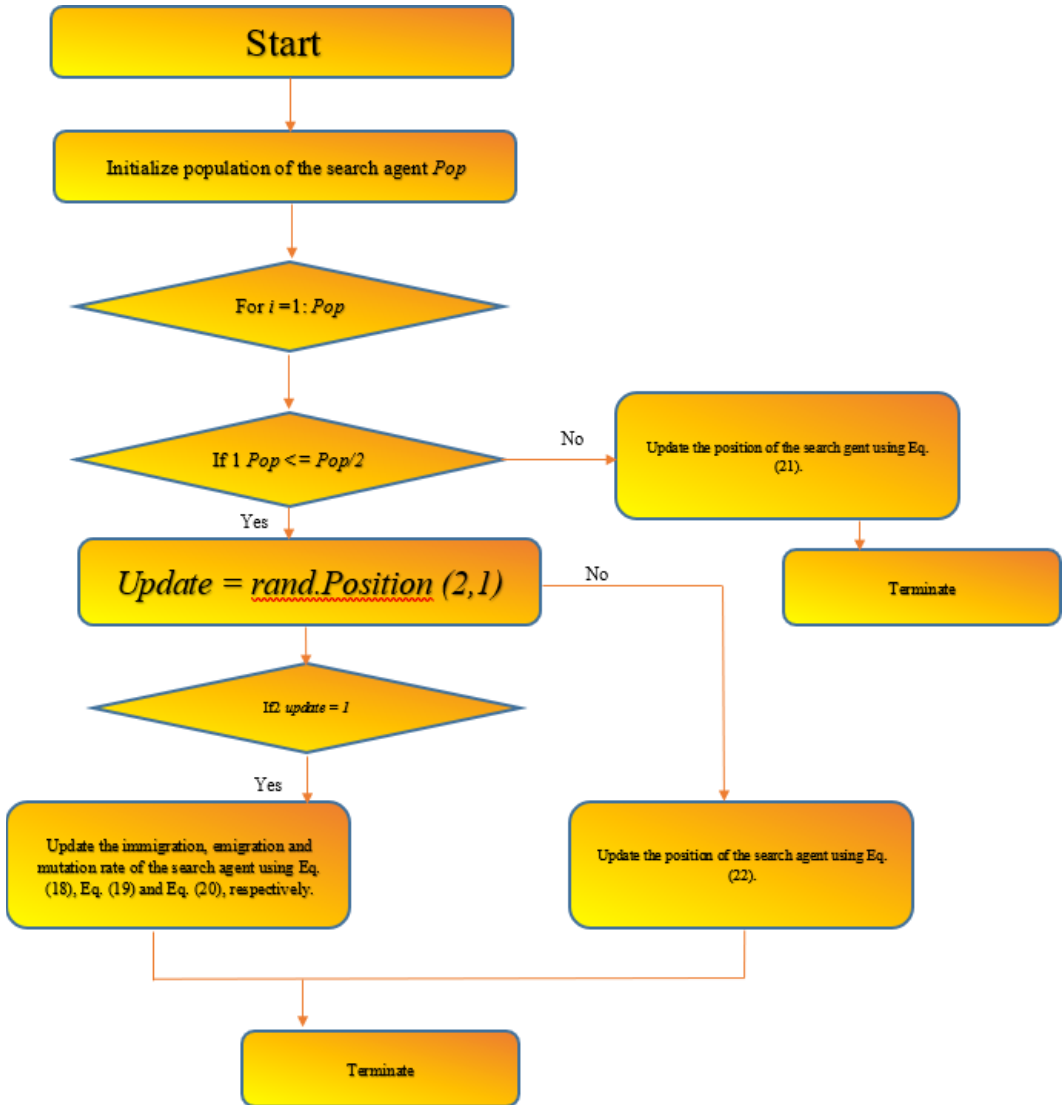 Start
Initialize population of the search agent Pop
For i =1: Pop
If 1 Pop <= Pop/2
No
Update the position of the search gent using Eq.
(21).
Yes
Terminate
Update = rand.Position (2,1)
No
If2 update = 1
Yes
Update the immigration, emigration and
mutation rate of the search agent using Eq.
(18), Eq. (19) and Eq. (20), respectively.
Update the position of the search agent using Eq.
(22).
Terminate